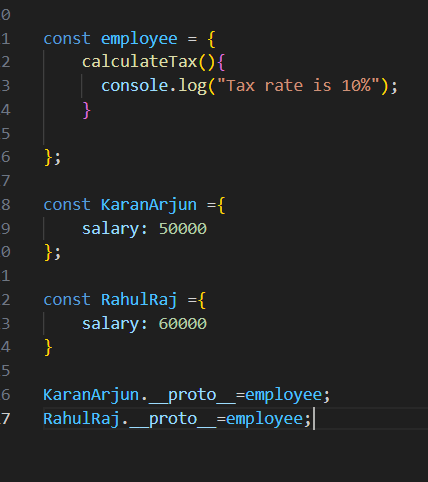 0
1 const employee = {
2 calculateTax(){
3 console.log("Tax rate is 10%");
4 }
5
6 };
7
8 const KaranArjun ={
9 salary: 50000
0 };
1
2 const RahulRaj ={
3 salary: 60000
4 }
5
6 KaranArjun.__proto__=employee;
7 RahulRaj.__proto__=employee;